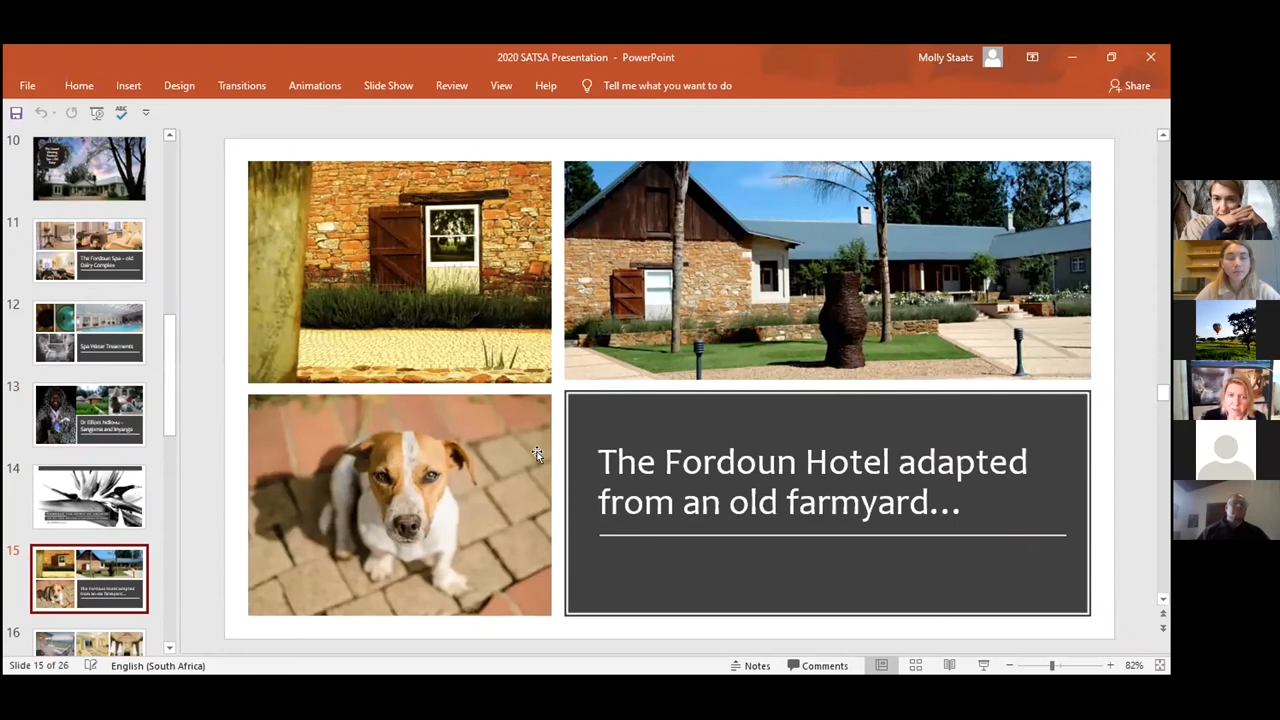 2020 SATSA Presentation - PowerPoint
Molly Staats
File
Home
Insert
Design
Transitions
Animations
Slide Show
Review
View
Help
Tell me what you want to do
Share
ABC
10
11
The Fordoun Spa – old
Dairy Complex
12
Spa Water Treatments
13
Dr Elliott Ndlovu –
Sangoma and Inyanga
14
15
The Fordoun Hotel adapted
from an old farmyard...
16
The Fordoun Hotel adapted
from an old farmyard...
Slide 15 of 26
English (South Africa)
Notes
Comments
82%